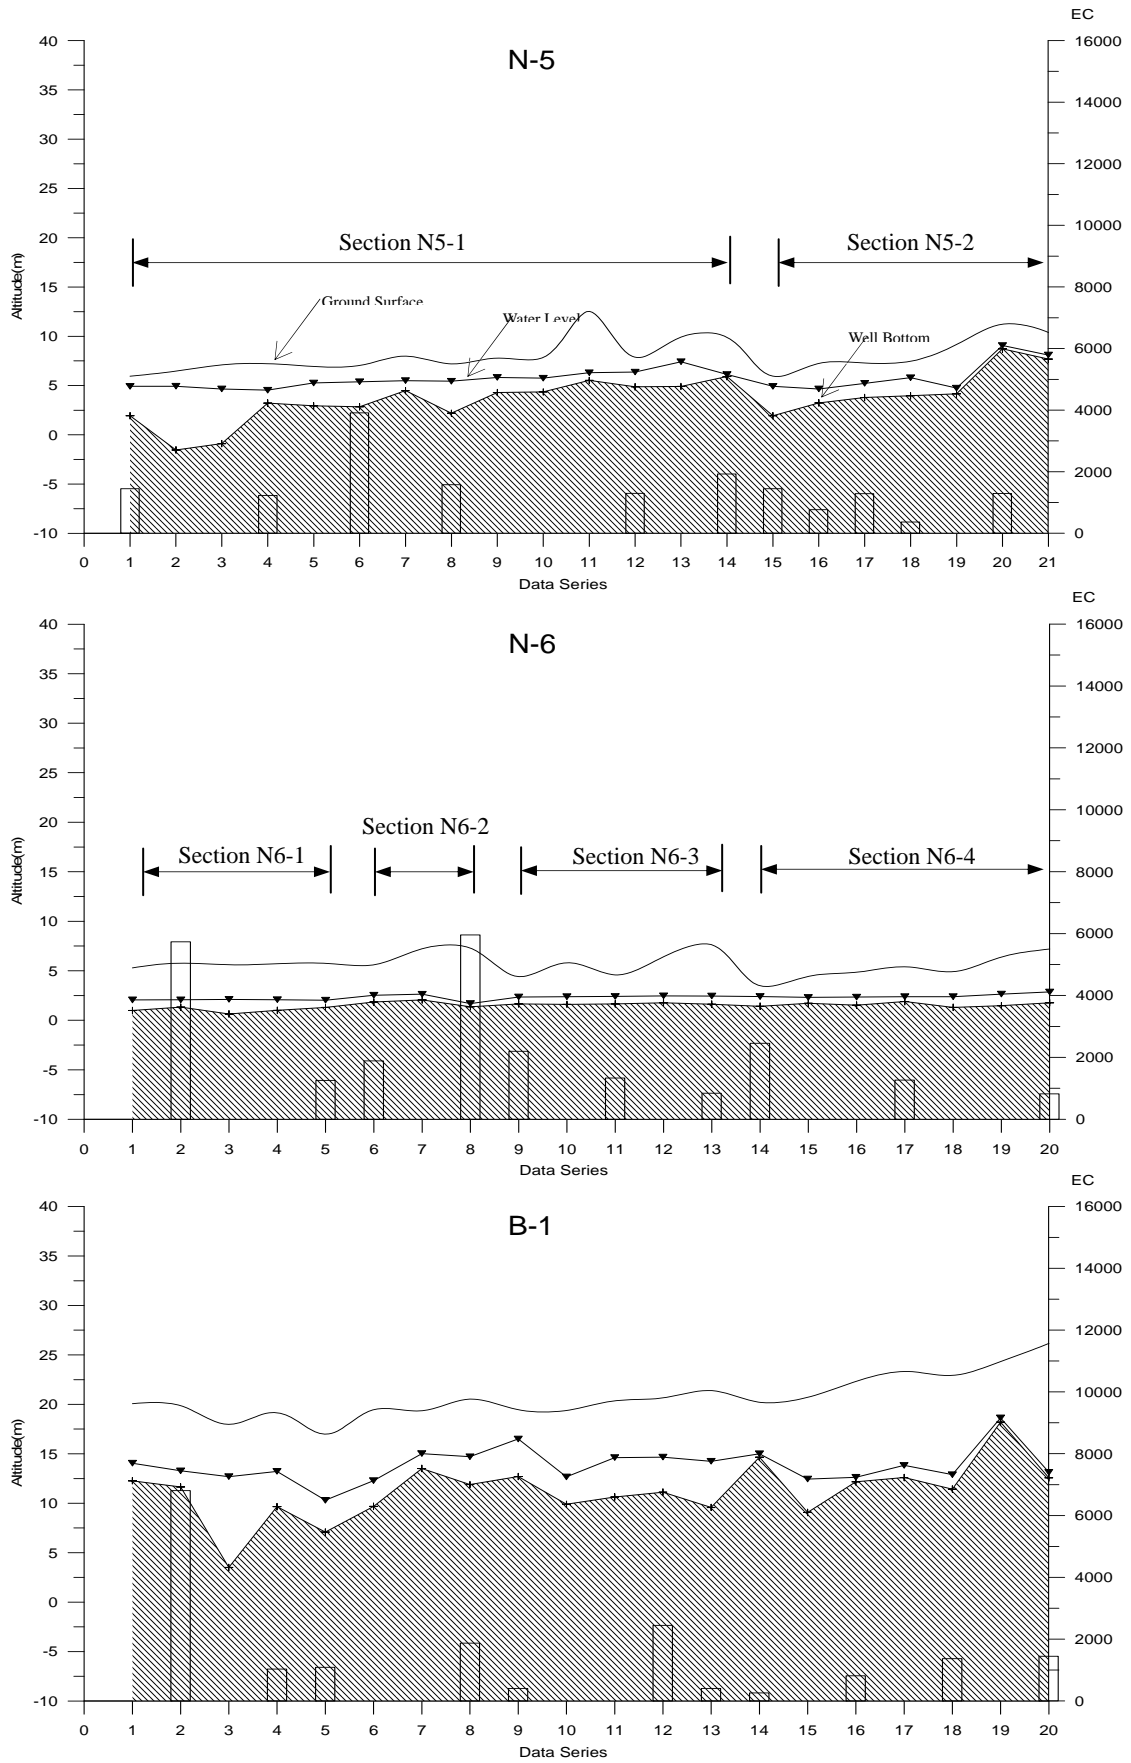 EC
N-5
40 16000
35 14000
30 12000
25 10000
20 8000
15 6000
10 4000
5 2000
0 0
-5
-10
Altitude(m)
Section N5-1 Section N5-2
Ground Surface
Water Level
Well Bottom
0 1 2 3 4 5 6 7 8 9 10 11 12 13 14 15 16 17 18 19 20 21
Data Series
EC
N-6
40 16000
35 14000
30 12000
25 10000
20 8000
15 6000
10 4000
5 2000
0 0
-5
-10
Altitude(m)
Section N6-2
Section N6-1 Section N6-3 Section N6-4
0 1 2 3 4 5 6 7 8 9 10 11 12 13 14 15 16 17 18 19 20
Data Series
EC
B-1
40 16000
35 14000
30 12000
25 10000
20 8000
15 6000
10 4000
5 2000
0 0
-5
-10
Altitude(m)
0 1 2 3 4 5 6 7 8 9 10 11 12 13 14 15 16 17 18 19 20
Data Series